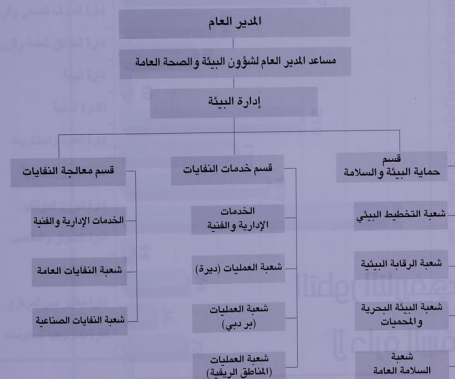 المدير العام
مساعد المدير العام لشؤون البيئة والصحة العامة
إدارة البيئة
قسم
حماية البيئة والسلامة
شعبة التخطيط البيئي
شعبة الرقابة البيئية
شعبة البيئة البحرية
والمحميات
شعبة
السلامة العامة
قسم خدمات النفايات
الخدمات
الإدارية والفنية
شعبة العمليات (ديرة)
شعبة العمليات
(بر دبي)
شعبة العمليات
(المناطق الريفية)
قسم معالجة النفايات
الخدمات الإدارية والفنية
شعبة النفايات العامة
شعبة النفايات الصناعية